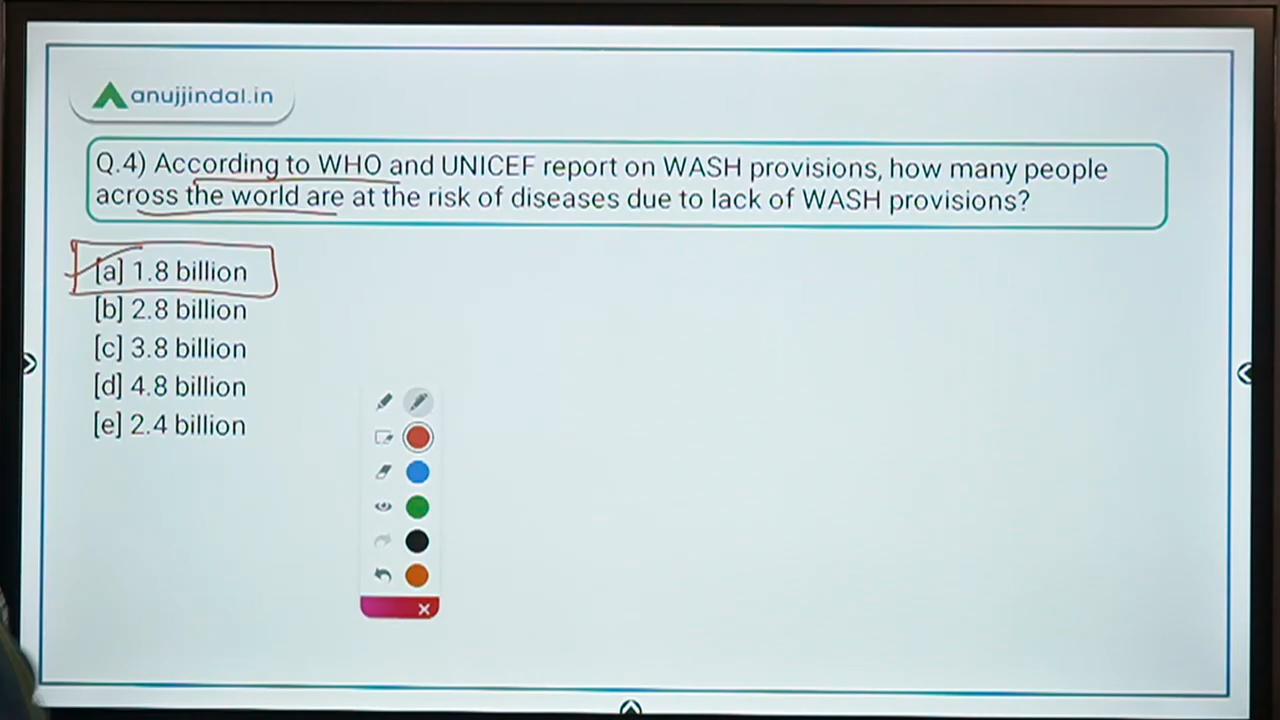 anujjindal.in
Q.4) According to WHO and UNICEF report on WASH provisions, how many people
across the world are at the risk of diseases due to lack of WASH provisions?
[a] 1.8 billion
[b] 2.8 billion
[c] 3.8 billion
[d] 4.8 billion
[e] 2.4 billion